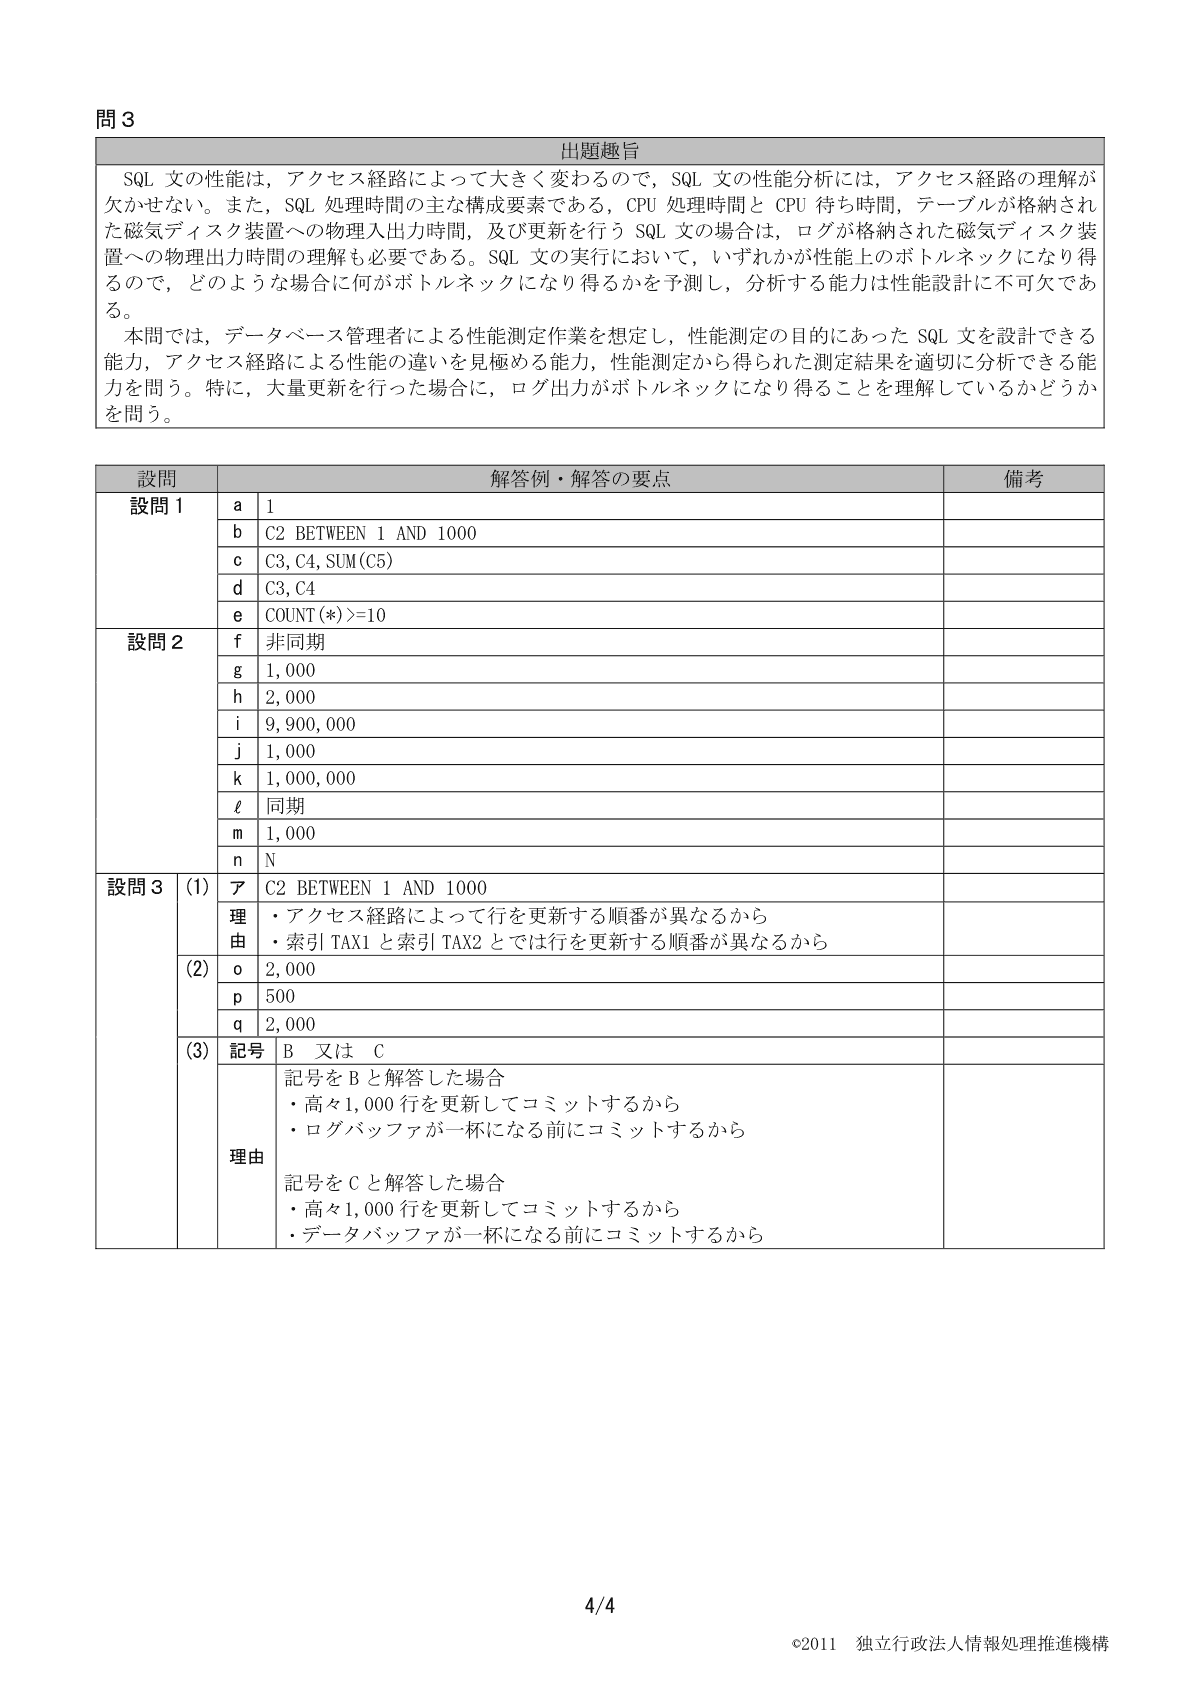 問3
出題趣旨
SQL 文の性能は，アクセス経路によって大きく変わるので，SQL 文の性能分析には，アクセス経路の理解が
欠かせない。また，SQL 処理時間の主な構成要素である，CPU 処理時間と CPU 待ち時間，テーブルが格納され
た磁気ディスク装置への物理入出力時間，及び更新を行う SQL 文の場合は，ログが格納された磁気ディスク装
置への物理出力時間の理解も必要である。SQL 文の実行において，いずれかが性能上のボトルネックになり得
るので，どのような場合に何がボトルネックになり得るかを予測し，分析する能力は性能設計に不可欠であ
る。
本問では，データベース管理者による性能測定作業を想定し，性能測定の目的にあった SQL 文を設計できる
能力，アクセス経路による性能の違いを見極める能力，性能測定から得られた測定結果を適切に分析できる能
力を問う。特に，大量更新を行った場合に，ログ出力がボトルネックになり得ることを理解しているかどうか
を問う。
設問 解答例・解答の要点 備考
設問1 a 1
b C2 BETWEEN 1 AND 1000
c C3,C4,SUM(C5)
d C3,C4
e COUNT(*)>=10
設問2 f 非同期
g 1,000
h 2,000
i 9,900,000
j 1,000
k 1,000,000
ℓ 同期
m 1,000
n N
設問3 (1) ア C2 BETWEEN 1 AND 1000
理由 ・アクセス経路によって行を更新する順番が異なるから
・索引 TAX1 と索引 TAX2 とでは行を更新する順番が異なるから
(2) o 2,000
p 500
q 2,000
(3) 記号 B 又は C
理由 記号を B と解答した場合
・高々1,000 行を更新してコミットするから
・ログバッファが一杯になる前にコミットするから
記号を C と解答した場合
・高々1,000 行を更新してコミットするから
・データバッファが一杯になる前にコミットするから
4/4
©2011 独立行政法人情報処理推進機構